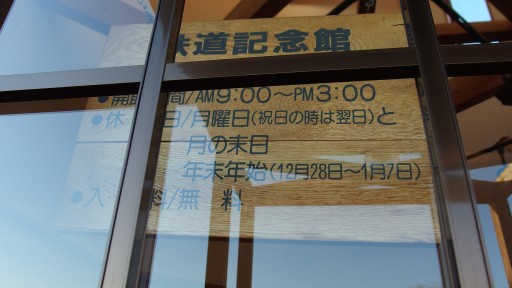 鉄道記念館
●開館時間/AM9:00～PM3:00
●休館日/月曜日(祝日の時は翌日)と
月の末日
年末年始(12月28日～1月7日)
●入 料/無料